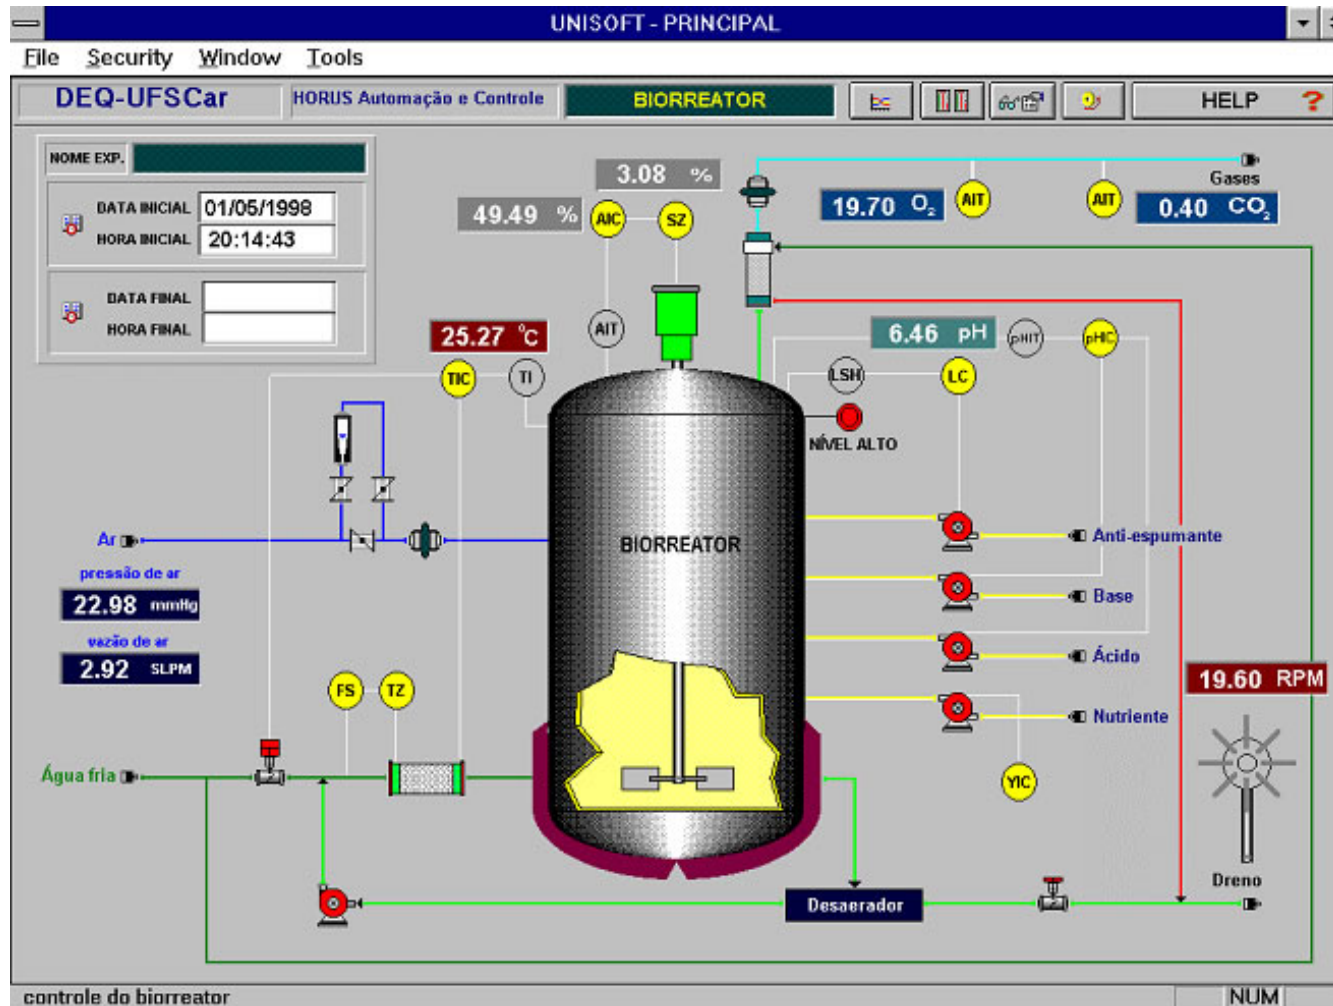 UNISOFT - PRINCIPAL
File Security Window Tools
DEQ-UFSCar HORUS Automação e Controle BIORREATOR HELP ?
NOME EXP.
DATA INICIAL 01/05/1998
HORA INICIAL 20:14:43
DATA FINAL
HORA FINAL
3.08 %
49.49 % AIC SZ
19.70 O₂ AIT AIT 0.40 CO₂
Gases
AIT
25.27 °C
TIC TI
6.46 pH pHIT pHIC
LSH LC
NÍVEL ALTO
Ar
pressão de ar
22.98 mmHg
vazão de ar
2.92 SLPM
BIORREATOR
Anti-espumante
Base
Ácido
Nutriente
YIC
19.60 RPM
FS TZ
Água fria
Desaerador
Dreno
controle do biorreator NUM